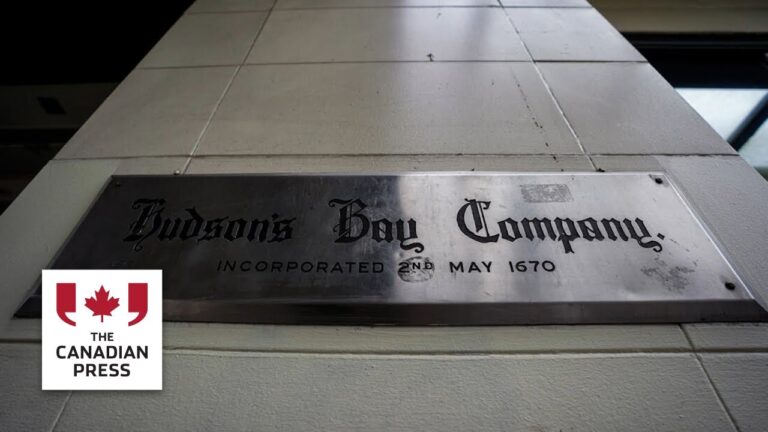 Hudson's Bay Company.
INCORPORATED 2ND MAY 1670
THE
CANADIAN
PRESS